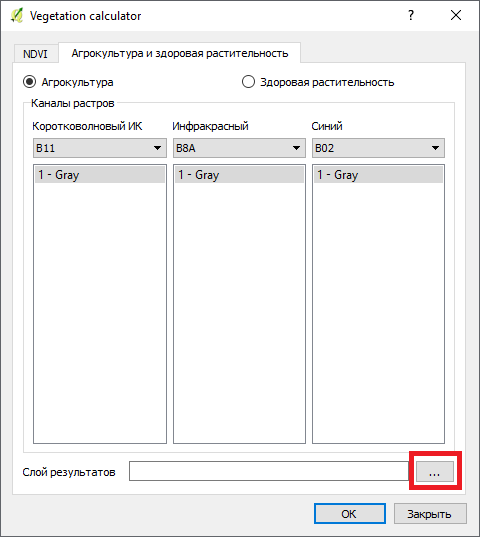 Vegetation calculator ?
NDVI Агрокультура и здоровая растительность
Агрокультура Здоровая растительность
Каналы растров
Коротковолновый ИК Инфракрасный Синий
B11 B8A B02
1 - Gray 1 - Gray 1 - Gray
Слой результатов ...
ОК Закрыть